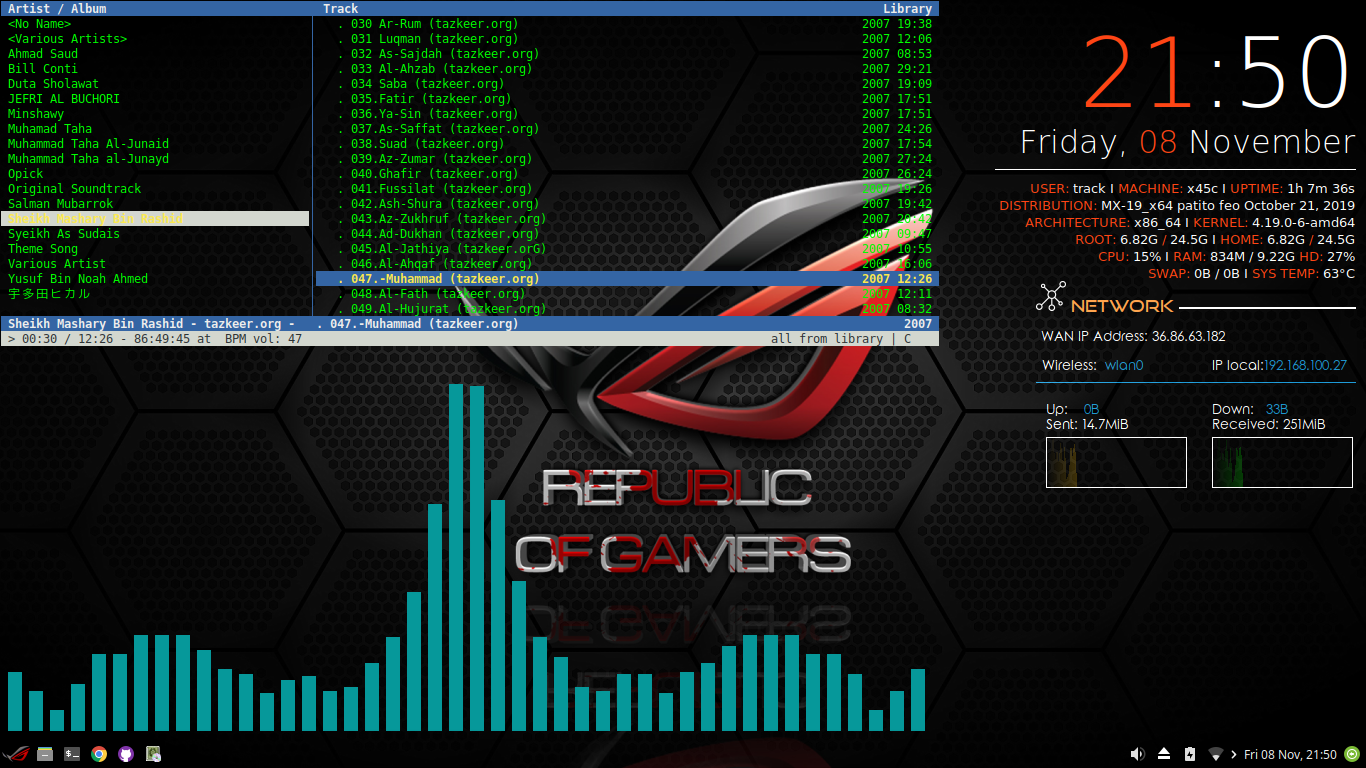 Artist / Album
<No Name>
<Various Artists>
Ahmad Saud
Bill Conti
Duta Sholawat
JEFRI AL BUCHORI
Minshawy
Muhamad Taha
Muhammad Taha Al-Junaid
Muhammad Taha al-Junayd
Opick
Original Soundtrack
Salman Mubarrok
Sheikh Mashary Bin Rashid
Syeikh As Sudais
Theme Song
Various Artist
Yusuf Bin Noah Ahmed
宇多田ヒカル
Track Library
. 030 Ar-Rum (tazkeer.org) 2007 19:38
. 031 Luqman (tazkeer.org) 2007 12:06
. 032 As-Sajdah (tazkeer.org) 2007 08:53
. 033 Al-Ahzab (tazkeer.org) 2007 29:21
. 034 Saba (tazkeer.org) 2007 19:09
. 035.Fatir (tazkeer.org) 2007 17:51
. 036.Ya-Sin (tazkeer.org) 2007 17:51
. 037.As-Saffat (tazkeer.org) 2007 24:26
. 038.Suad (tazkeer.org) 2007 17:54
. 039.Az-Zumar (tazkeer.org) 2007 27:24
. 040.Ghafir (tazkeer.org) 2007 26:24
. 041.Fussilat (tazkeer.org) 2007 19:26
. 042.Ash-Shura (tazkeer.org) 2007 19:42
. 043.Az-Zukhruf (tazkeer.org) 2007 20:42
. 044.Ad-Dukhan (tazkeer.org) 2007 09:47
. 045.Al-Jathiya (tazkeer.orG) 2007 10:55
. 046.Al-Ahqaf (tazkeer.org) 2007 16:06
. 047.-Muhammad (tazkeer.org) 2007 12:26
. 048.Al-Fath (tazkeer.org) 2007 12:11
. 049.Al-Hujurat (tazkeer.org) 2007 08:32
Sheikh Mashary Bin Rashid - tazkeer.org - . 047.-Muhammad (tazkeer.org) 2007
> 00:30 / 12:26 - 86:49:45 at BPM vol: 47 all from library | C
21:50
Friday, 08 November
USER: track I MACHINE: x45c I UPTIME: 1h 7m 36s
DISTRIBUTION: MX-19_x64 patito feo October 21, 2019
ARCHITECTURE: x86_64 I KERNEL: 4.19.0-6-amd64
ROOT: 6.82G / 24.5G I HOME: 6.82G / 24.5G
CPU: 15% I RAM: 834M / 9.22G HD: 27%
SWAP: 0B / 0B I SYS TEMP: 63°C
NETWORK
WAN IP Address: 36.86.63.182
Wireless: wlan0 IP local:192.168.100.27
Up: 0B Down: 33B
Sent: 14.7MiB Received: 251MiB
REPUBLIC
OF GAMERS
Fri 08 Nov, 21:50